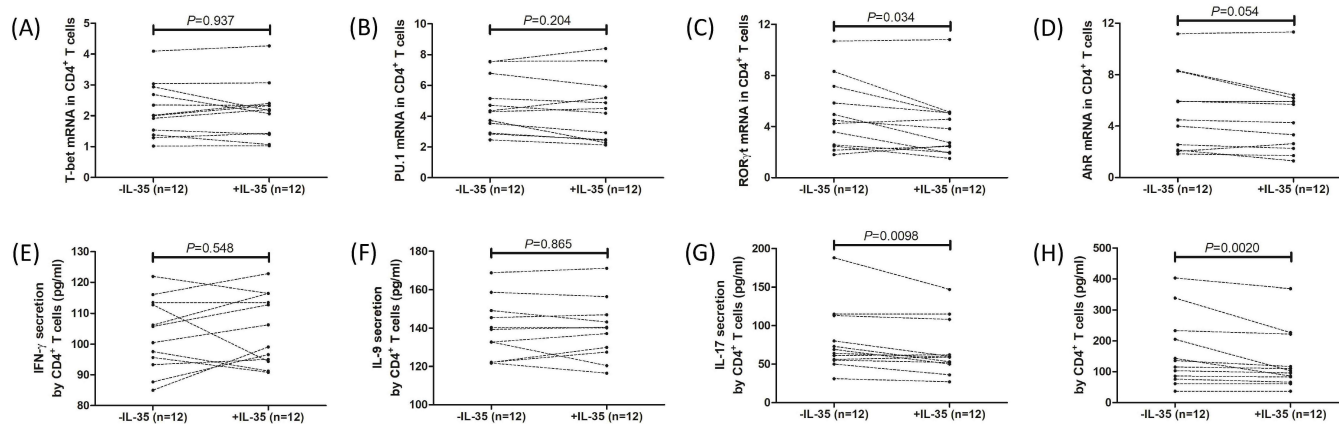 (A)
P=0.937
T-bet mRNA in CD4⁺ T cells
6
5
4
3
2
1
0
-IL-35 (n=12)
+IL-35 (n=12)
(B)
P=0.204
PU.1 mRNA in CD4⁺ T cells
10
8
6
4
2
0
-IL-35 (n=12)
+IL-35 (n=12)
(C)
P=0.034
RORγt mRNA in CD4⁺ T cells
12
8
4
0
-IL-35 (n=12)
+IL-35 (n=12)
(D)
P=0.054
AhR mRNA in CD4⁺ T cells
12
8
4
0
-IL-35 (n=12)
+IL-35 (n=12)
(E)
P=0.548
IFN-γ secretion
by CD4⁺ T cells (pg/ml)
130
120
110
100
90
80
-IL-35 (n=12)
+IL-35 (n=12)
(F)
P=0.865
IL-9 secretion
by CD4⁺ T cells (pg/ml)
180
160
140
120
100
-IL-35 (n=12)
+IL-35 (n=12)
(G)
P=0.0098
IL-17 secretion
by CD4⁺ T cells (pg/ml)
200
150
100
50
0
-IL-35 (n=12)
+IL-35 (n=12)
(H)
P=0.0020
by CD4⁺ T cells (pg/ml)
500
400
300
200
100
0
-IL-35 (n=12)
+IL-35 (n=12)